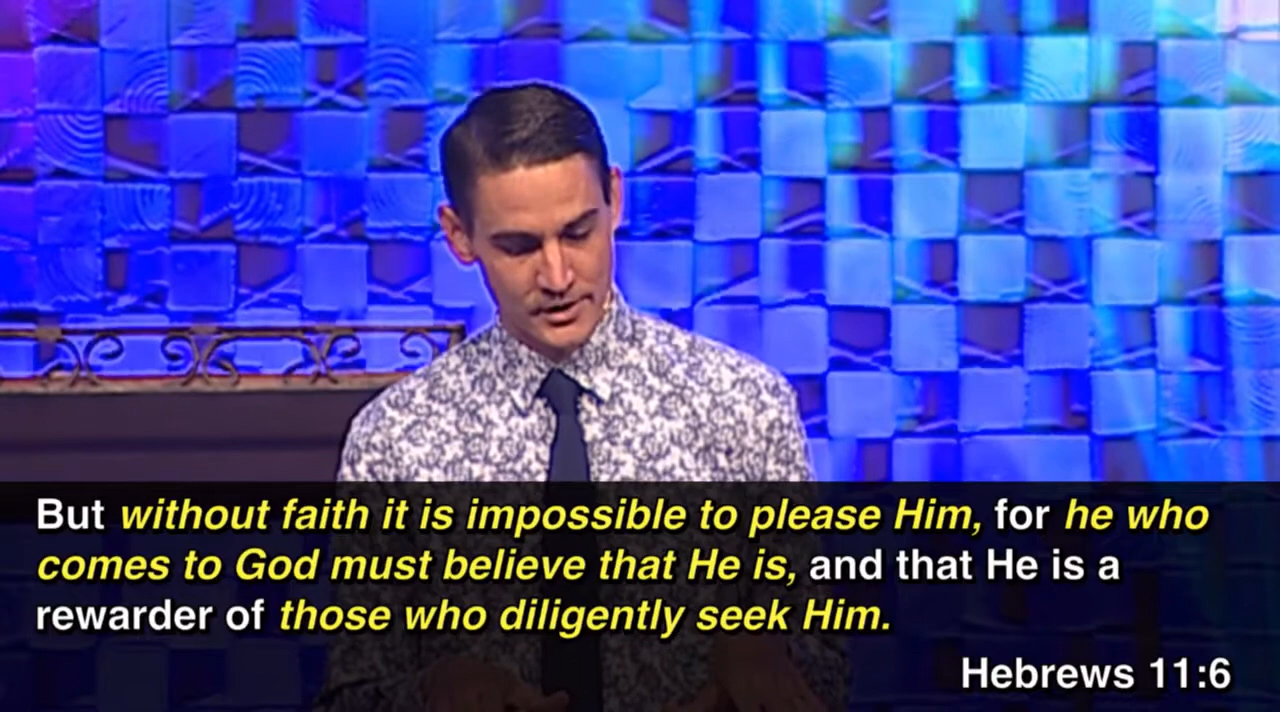 But without faith it is impossible to please Him, for he who
comes to God must believe that He is, and that He is a
rewarder of those who diligently seek Him.
Hebrews 11:6